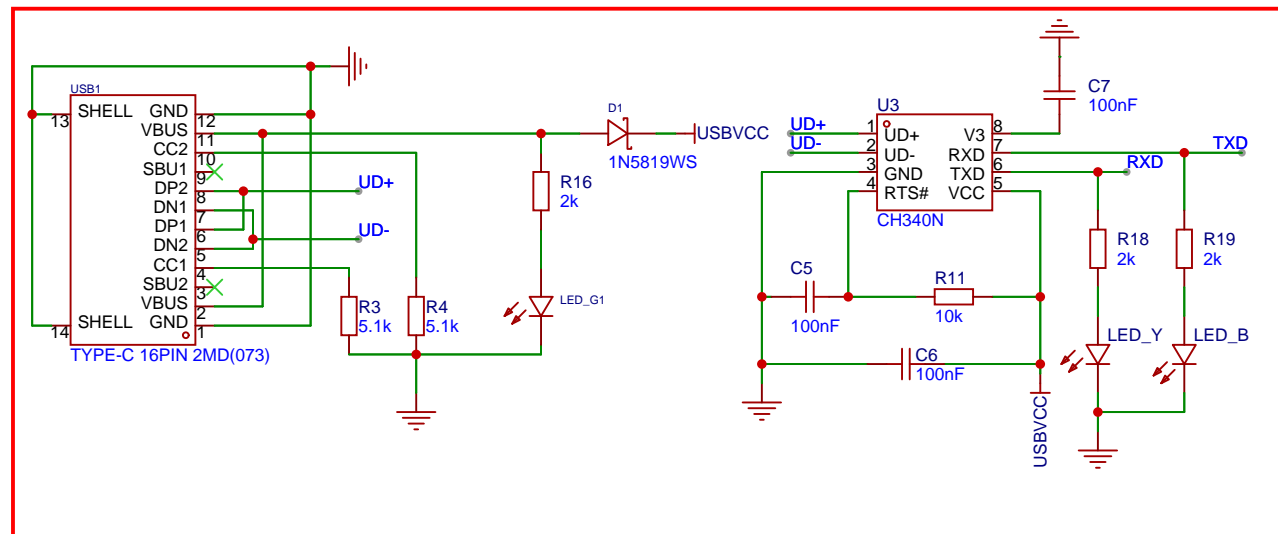 USB1
SHELL
13
SHELL
14
GND
12
VBUS
11
CC2
10
SBU1
9
DP2
8
DN1
7
DP1
6
DN2
5
CC1
4
SBU2
3
VBUS
2
GND
1
TYPE-C 16PIN 2MD(073)
UD+
UD-
R3
5.1k
R4
5.1k
R16
2k
LED_G1
D1
1N5819WS
USBVCC
UD+
UD-
U3
1
UD+
2
UD-
3
GND
4
RTS#
8
V3
7
RXD
6
TXD
5
VCC
CH340N
C7
100nF
TXD
RXD
R18
2k
R19
2k
C5
100nF
R11
10k
C6
100nF
USBVCC
LED_Y
LED_B